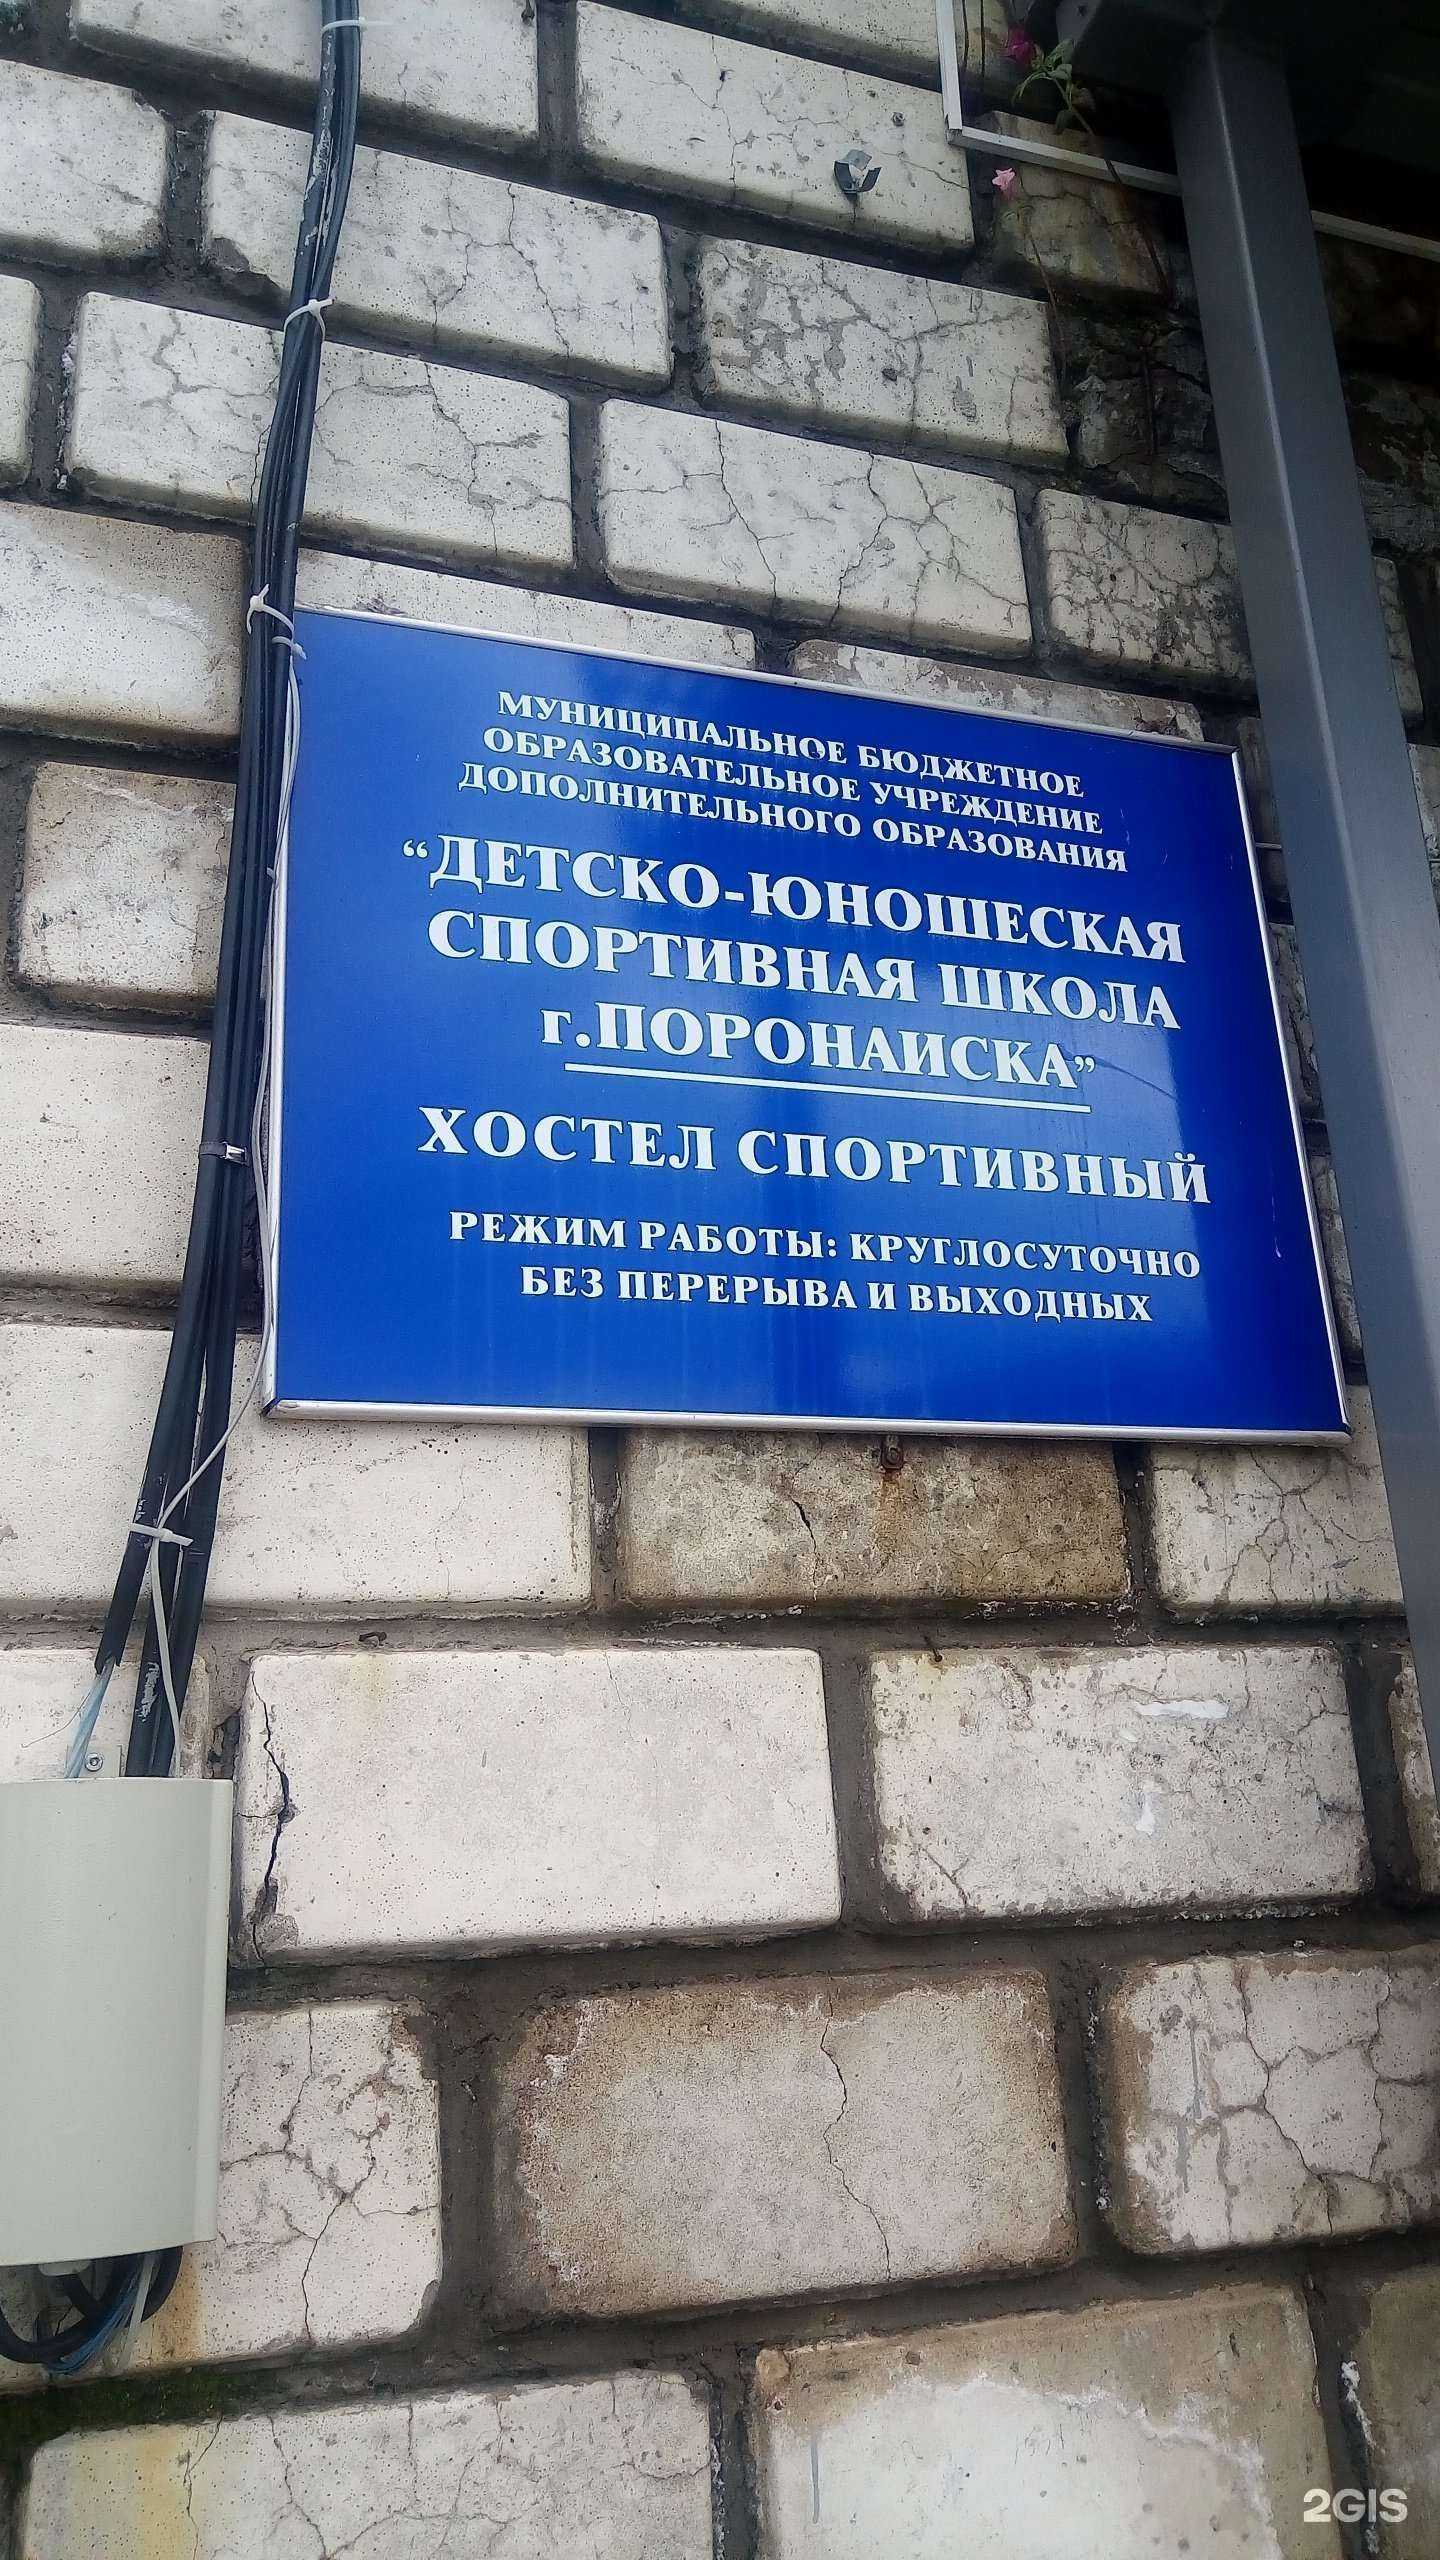 МУНИЦИПАЛЬНОЕ БЮДЖЕТНОЕ
ОБРАЗОВАТЕЛЬНОЕ УЧРЕЖДЕНИЕ
ДОПОЛНИТЕЛЬНОГО ОБРАЗОВАНИЯ
“ДЕТСКО-ЮНОШЕСКАЯ
СПОРТИВНАЯ ШКОЛА
г.ПОРОНАИСКА”
ХОСТЕЛ СПОРТИВНЫЙ
РЕЖИМ РАБОТЫ: КРУГЛОСУТОЧНО
БЕЗ ПЕРЕРЫВА И ВЫХОДНЫХ
2GIS